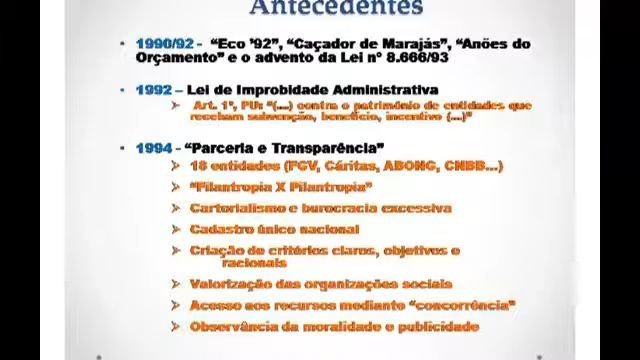 Antecedentes
• 1990/92 - “Eco ’92”, “Caçador de Marajás”, “Anões do
Orçamento” e o advento da Lei n° 8.666/93
• 1992 – Lei de Improbidade Administrativa
Art. 1°, PU: “(...) contra o patrimônio de entidades que
recebam subvenção, benefício, incentivo (...)”
• 1994 - “Parceria e Transparência”
18 entidades (FGV, Cáritas, ABONG, CNBB...)
“Filantropia X Pilantropia”
Cartorialismo e burocracia excessiva
Cadastro único nacional
Criação de critérios claros, objetivos e
racionais
Valorização das organizações sociais
Acesso aos recursos mediante “concorrência”
Observância da moralidade e publicidade